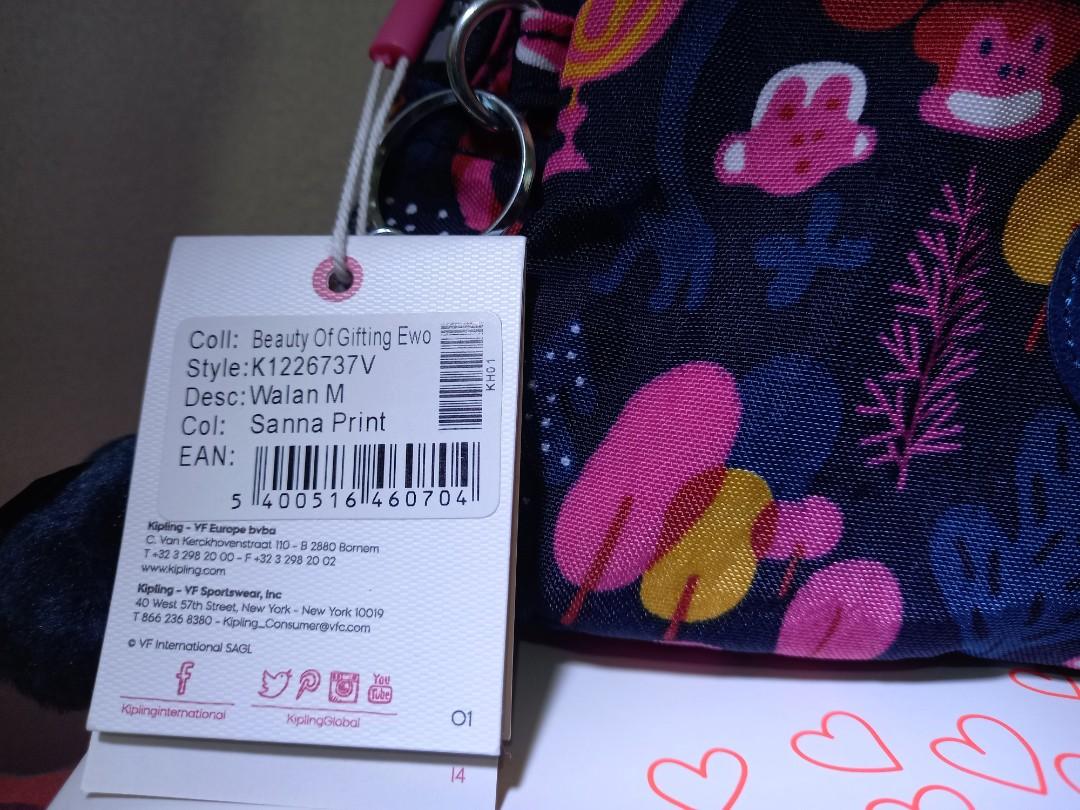 Coll: Beauty Of Gifting Ewo
Style:K1226737V
Desc:Walan M
Col: Sanna Print
KH01
EAN:
5 400516 460704
Kipling - VF Europe bvba
C. Van Kerckhovenstraat 110 - B 2880 Bornem
T +32 3 298 20 00 - F +32 3 298 20 02
www.kipling.com
Kipling - VF Sportswear, Inc
40 West 57th Street, New York - New York 10019
T 866 236 8380 - Kipling_Consumer@vfc.com
© VF International SAGL
f
You
Tube
Kiplinginternational
KiplingGlobal
01
14